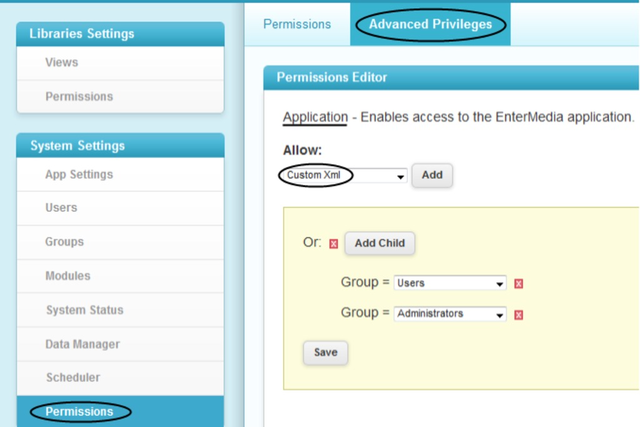 Libraries Settings
Views
Permissions
System Settings
App Settings
Users
Groups
Modules
System Status
Data Manager
Scheduler
Permissions
Permissions Advanced Privileges
Permissions Editor
Application - Enables access to the EnterMedia application.
Allow:
Custom Xml Add
Or: x Add Child
Group = Users x
Group = Administrators x
Save